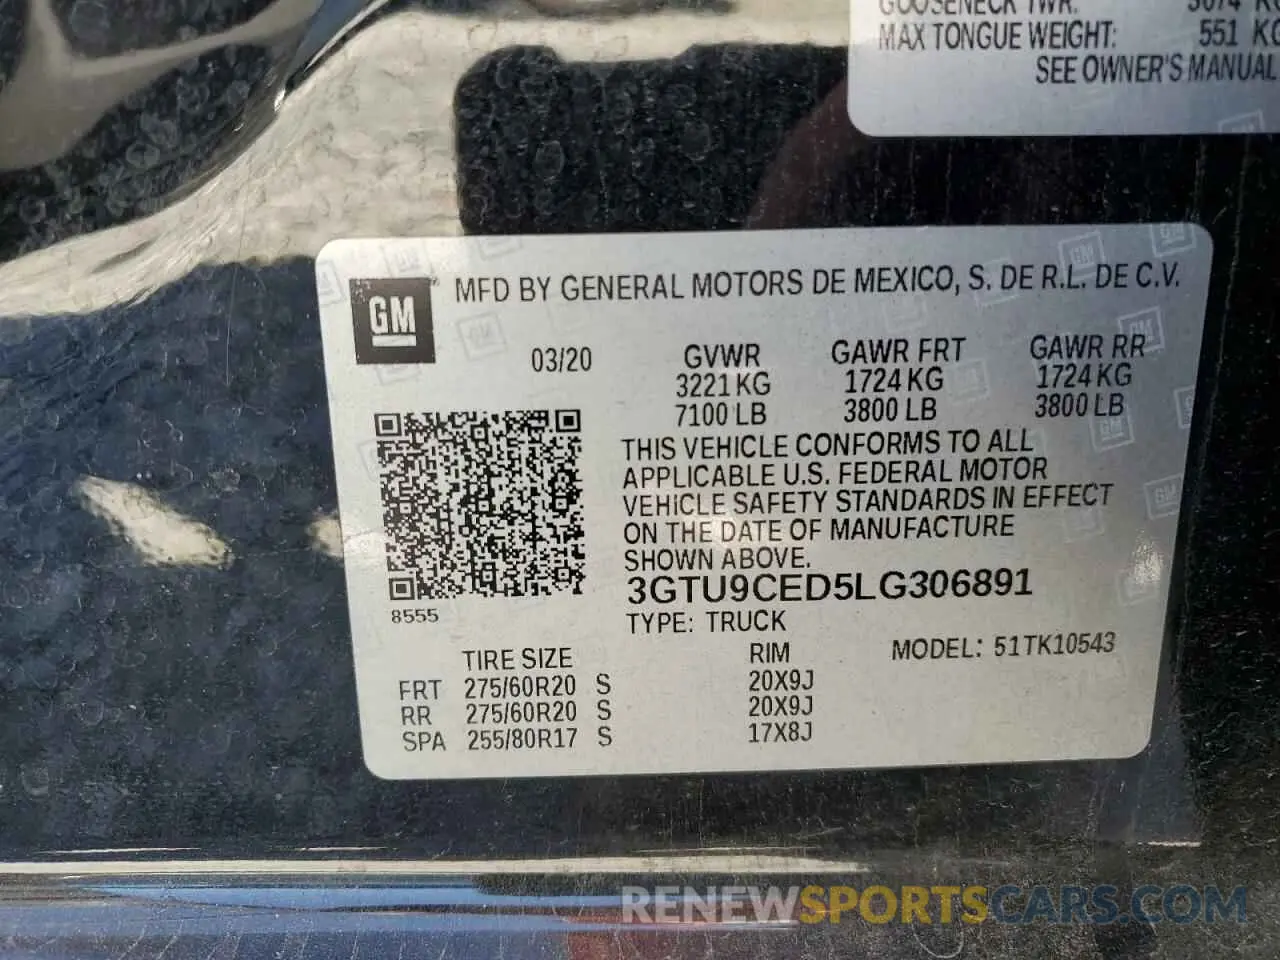 GOOSENECK TWR: 5074 KG
MAX TONGUE WEIGHT: 551 KG
SEE OWNER'S MANUAL
GM
MFD BY GENERAL MOTORS DE MEXICO, S. DE R.L. DE C.V.
03/20 GVWR GAWR FRT GAWR RR
3221 KG 1724 KG 1724 KG
7100 LB 3800 LB 3800 LB
THIS VEHICLE CONFORMS TO ALL
APPLICABLE U.S. FEDERAL MOTOR
VEHICLE SAFETY STANDARDS IN EFFECT
ON THE DATE OF MANUFACTURE
SHOWN ABOVE.
3GTU9CED5LG306891
8555
TYPE: TRUCK
TIRE SIZE RIM MODEL: 51TK10543
FRT 275/60R20 S 20X9J
RR 275/60R20 S 20X9J
SPA 255/80R17 S 17X8J
RENEWSPORTSCARS.COM